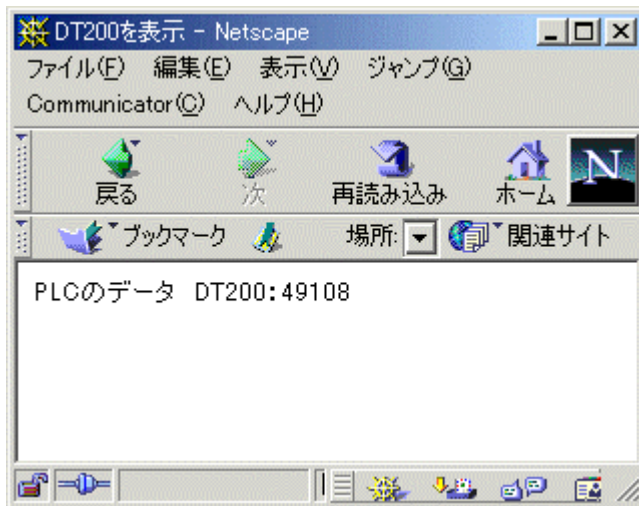 DT200を表示 - Netscape
ファイル(F) 編集(E) 表示(V) ジャンプ(G)
Communicator(C) ヘルプ(H)
戻る 次 再読み込み ホーム N
ブックマーク 場所: 関連サイト
PLCのデータ DT200:49108